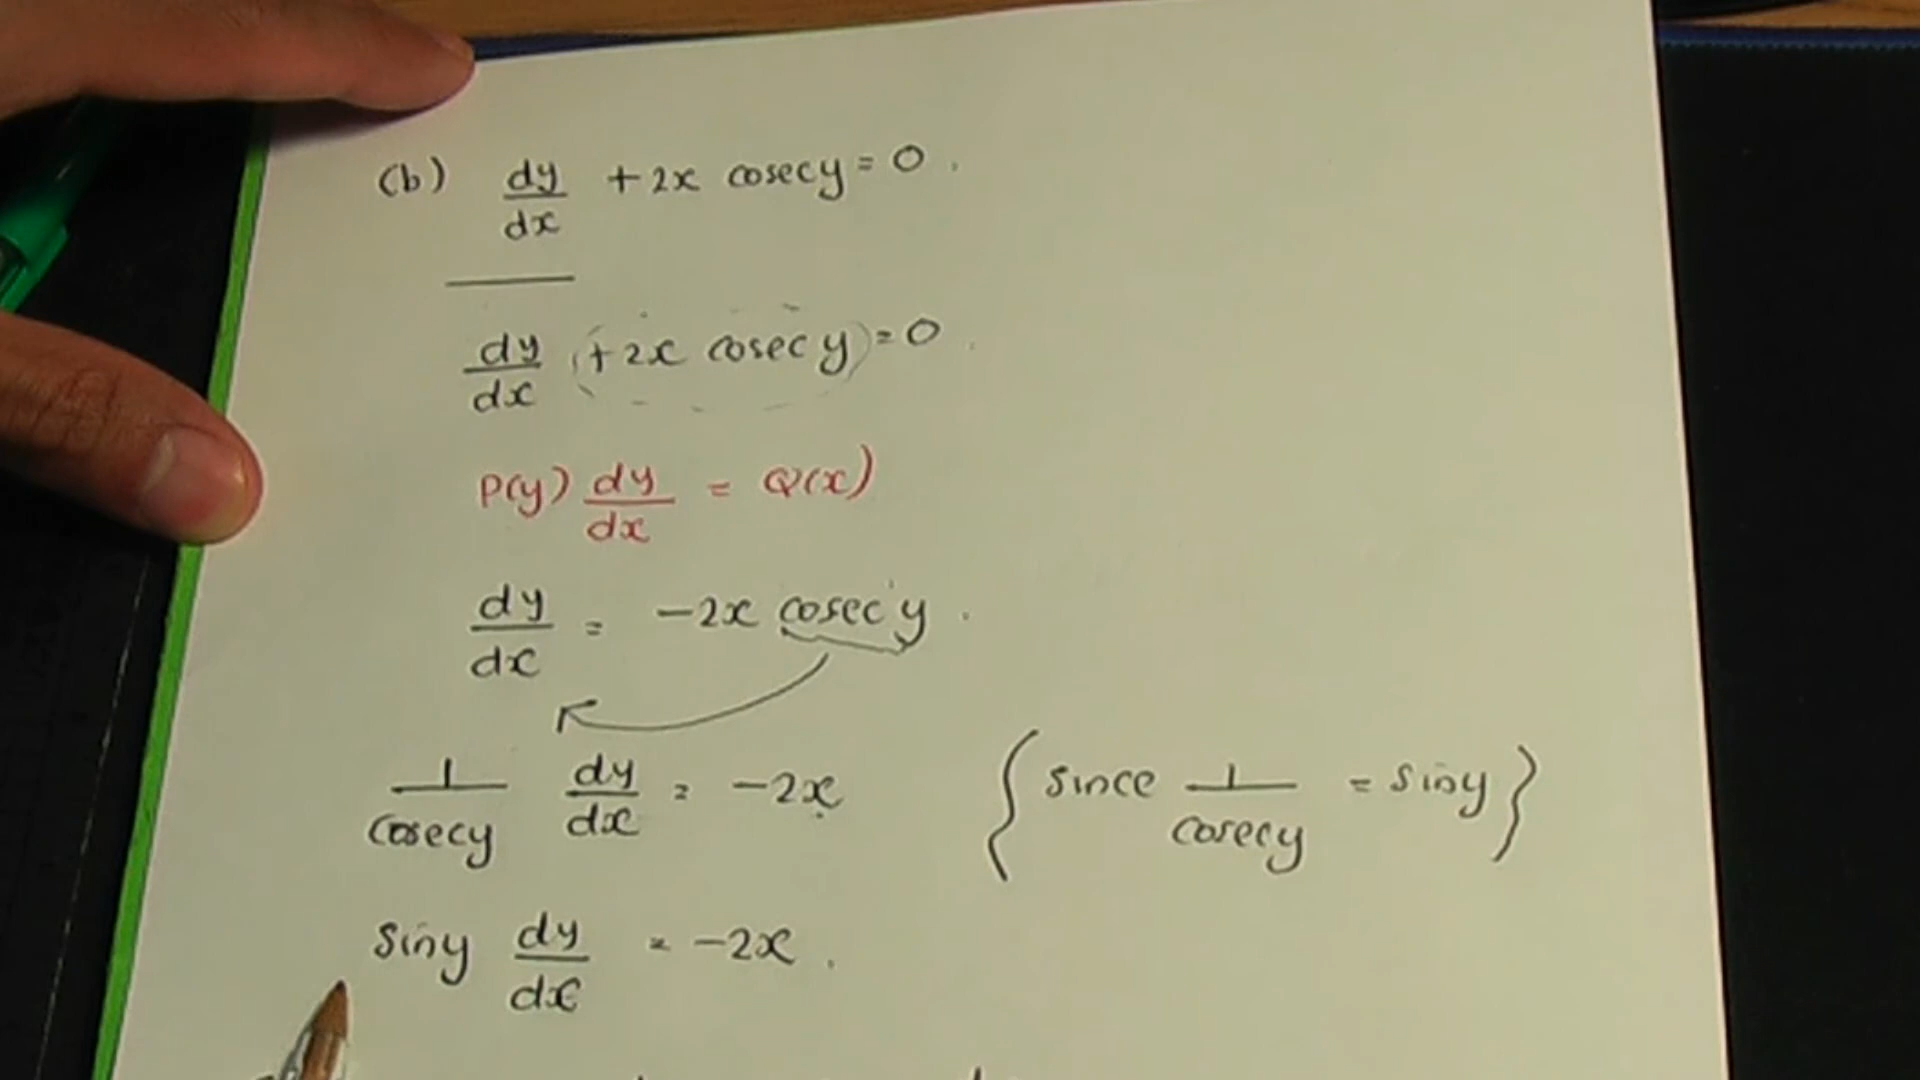 (b) dy/dx + 2x cosecy = 0.
dy/dx (+ 2x cosec y) = 0.
P(y) dy/dx = Q(x)
dy/dx = -2x cosec y.
1/cosecy dy/dx = -2x {since 1/cosecy = siny}
siny dy/dx = -2x.